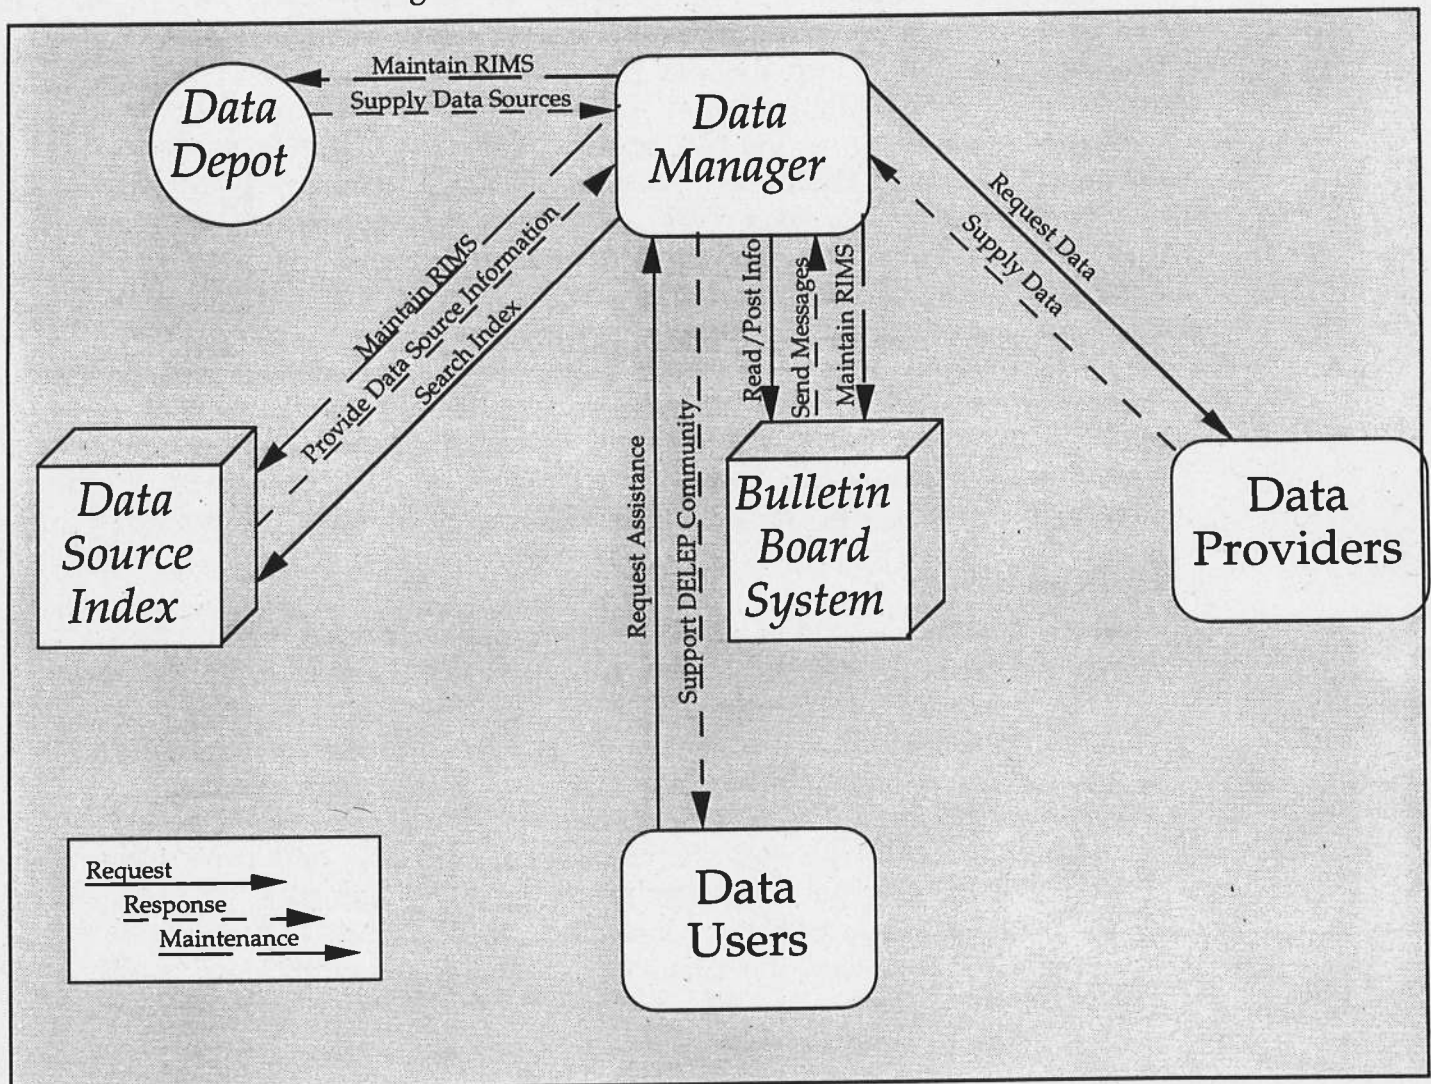 Maintain RIMS
Supply Data Sources
Data
Depot
Data
Manager
Maintain RIMS
Provide Data Source Information
Search Index
Request Assistance
Support DELEP Community
Read/Post Info
Send Messages
Maintain RIMS
Request Data
Supply Data
Data
Source
Index
Bulletin
Board
System
Data
Providers
Data
Users
Request
Response
Maintenance